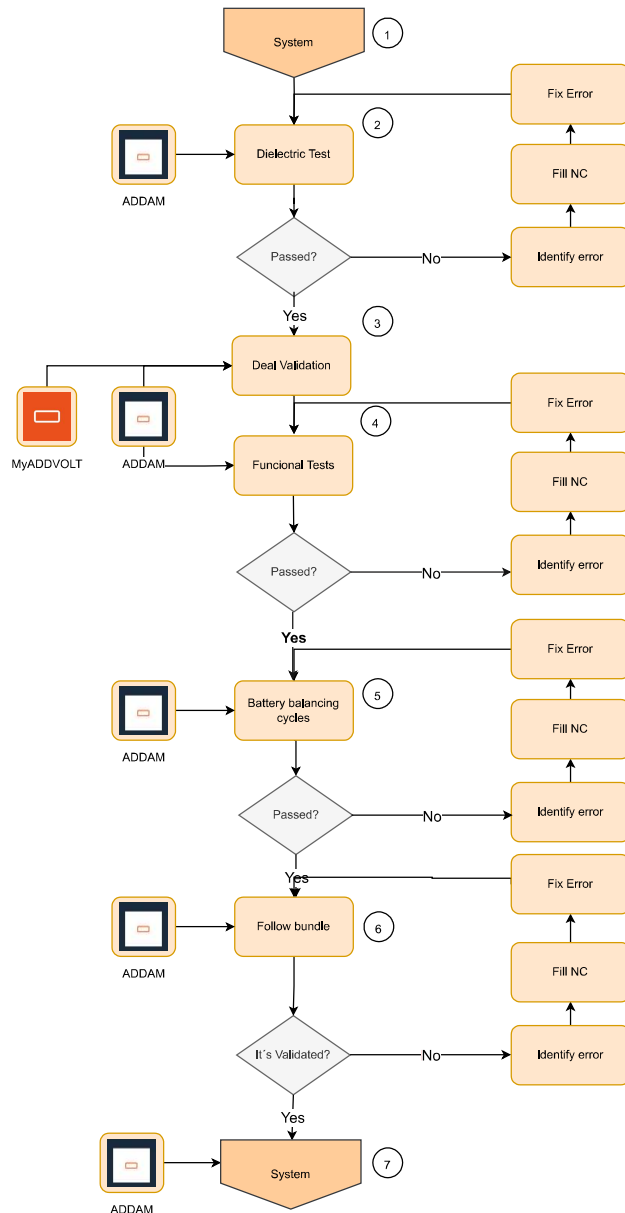 System
1
Fix Error
2
Dielectric Test
ADDAM
Fill NC
Passed?
No
Identify error
Yes
3
Deal Validation
MyADDVOLT
ADDAM
4
Fix Error
Funcional Tests
Fill NC
Passed?
No
Identify error
Yes
Fix Error
5
Battery balancing
cycles
ADDAM
Fill NC
Passed?
No
Identify error
Yes
Fix Error
6
Follow bundle
ADDAM
Fill NC
It´s Validated?
No
Identify error
Yes
7
System
ADDAM